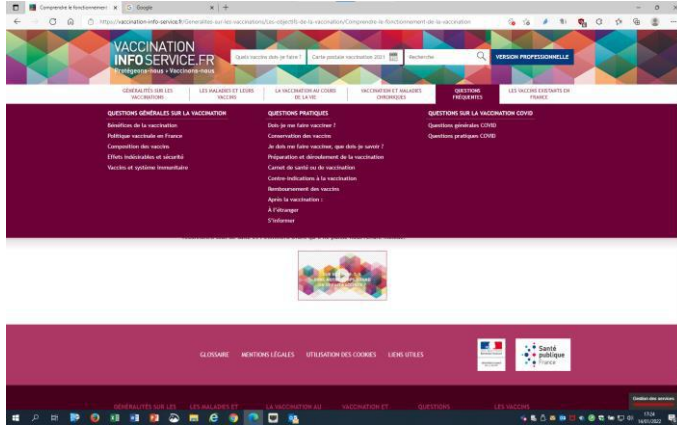 Comprendre le fonctionnement
Google
https://vaccination-info-service.fr/Generalites-sur-les-vaccinations/Les-objectifs-de-la-vaccination/Comprendre-le-fonctionnement-de-la-vaccination
VACCINATION
INFO SERVICE.FR
Protégeons-nous • Vaccinons-nous
Quels vaccins dois-je faire ?
Carte postale vaccination 2021
Recherche
VERSION PROFESSIONNELLE
GÉNÉRALITÉS SUR LES VACCINATIONS
LES MALADIES ET LEURS VACCINS
LA VACCINATION AU COURS DE LA VIE
VACCINATION ET MALADIES CHRONIQUES
QUESTIONS FRÉQUENTES
LES VACCINS EXISTANTS EN FRANCE
QUESTIONS GÉNÉRALES SUR LA VACCINATION
Bénéfices de la vaccination
Politique vaccinale en France
Composition des vaccins
Effets indésirables et sécurité
Vaccins et système immunitaire
QUESTIONS PRATIQUES
Dois-je me faire vacciner ?
Conservation des vaccins
Je dois me faire vacciner, que dois-je savoir ?
Préparation et déroulement de la vaccination
Carnet de santé ou de vaccination
Contre-indications à la vaccination
Remboursement des vaccins
Après la vaccination :
À l'étranger
S'informer
QUESTIONS SUR LA VACCINATION COVID
Questions générales COVID
Questions pratiques COVID
GLOSSAIRE
MENTIONS LÉGALES
UTILISATION DES COOKIES
LIENS UTILES
Santé
publique
France
GÉNÉRALITÉS SUR LES
LES MALADIES ET
LA VACCINATION AU
VACCINATION ET
QUESTIONS
LES VACCINS
Gestion des services
17:24
14/01/2022